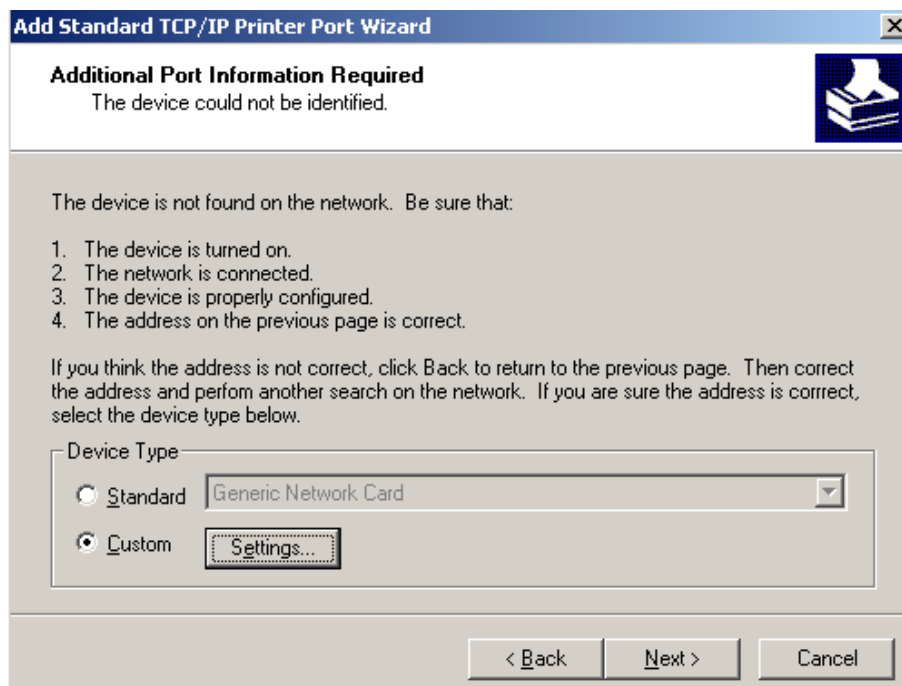 Add Standard TCP/IP Printer Port Wizard
Additional Port Information Required
The device could not be identified.
The device is not found on the network. Be sure that:
1. The device is turned on.
2. The network is connected.
3. The device is properly configured.
4. The address on the previous page is correct.
If you think the address is not correct, click Back to return to the previous page. Then correct
the address and perfom another search on the network. If you are sure the address is corrrect,
select the device type below.
Device Type
Standard Generic Network Card
Custom Settings...
< Back Next > Cancel